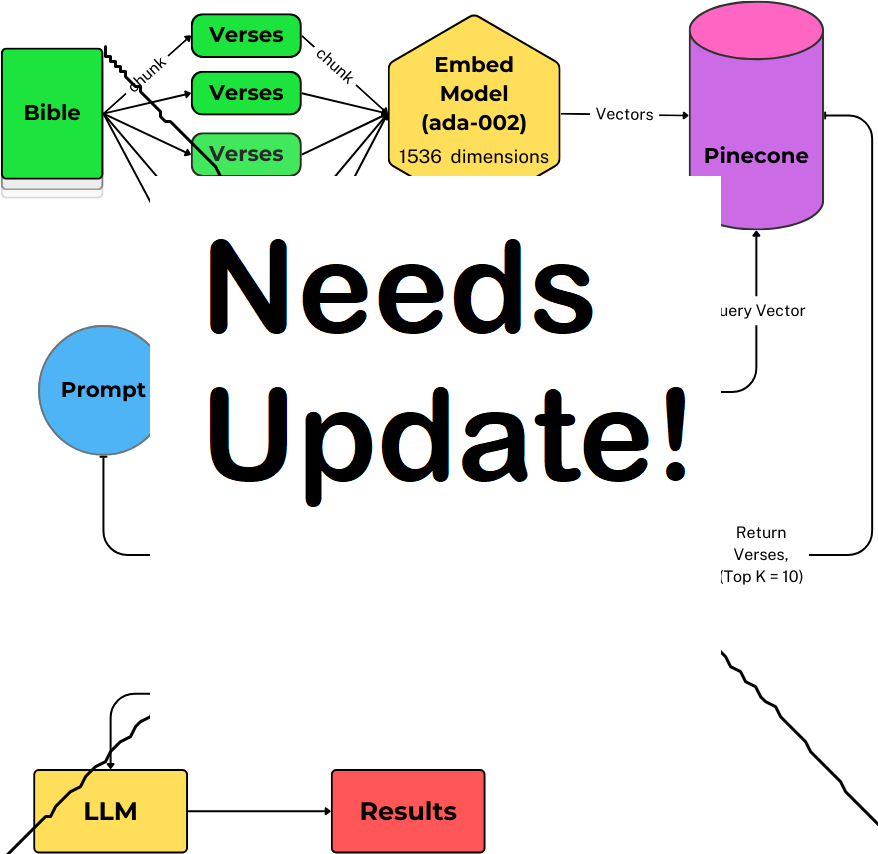 Verses
chunk
chunk
Embed
Model
(ada-002)
1536 dimensions
Bible
Verses
Vectors
Verses
Pinecone
Needs
Update!
uery Vector
Prompt
Return
Verses,
(Top K = 10)
LLM
Results